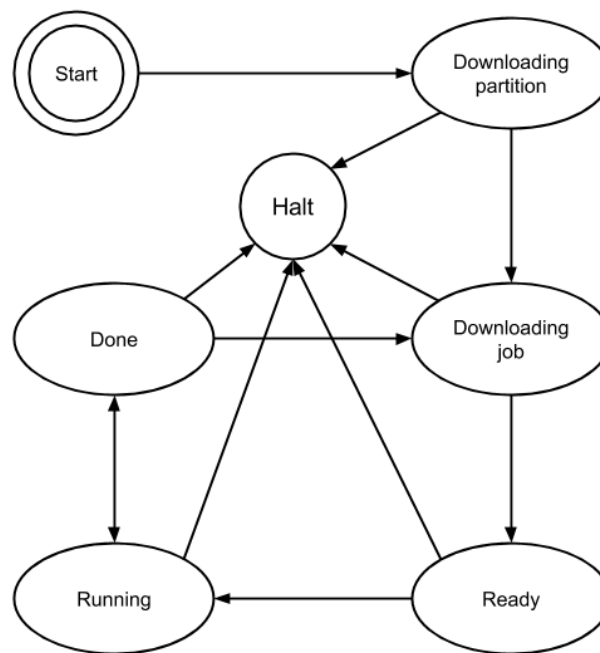 Start
Downloading
partition
Halt
Done
Downloading
job
Running
Ready